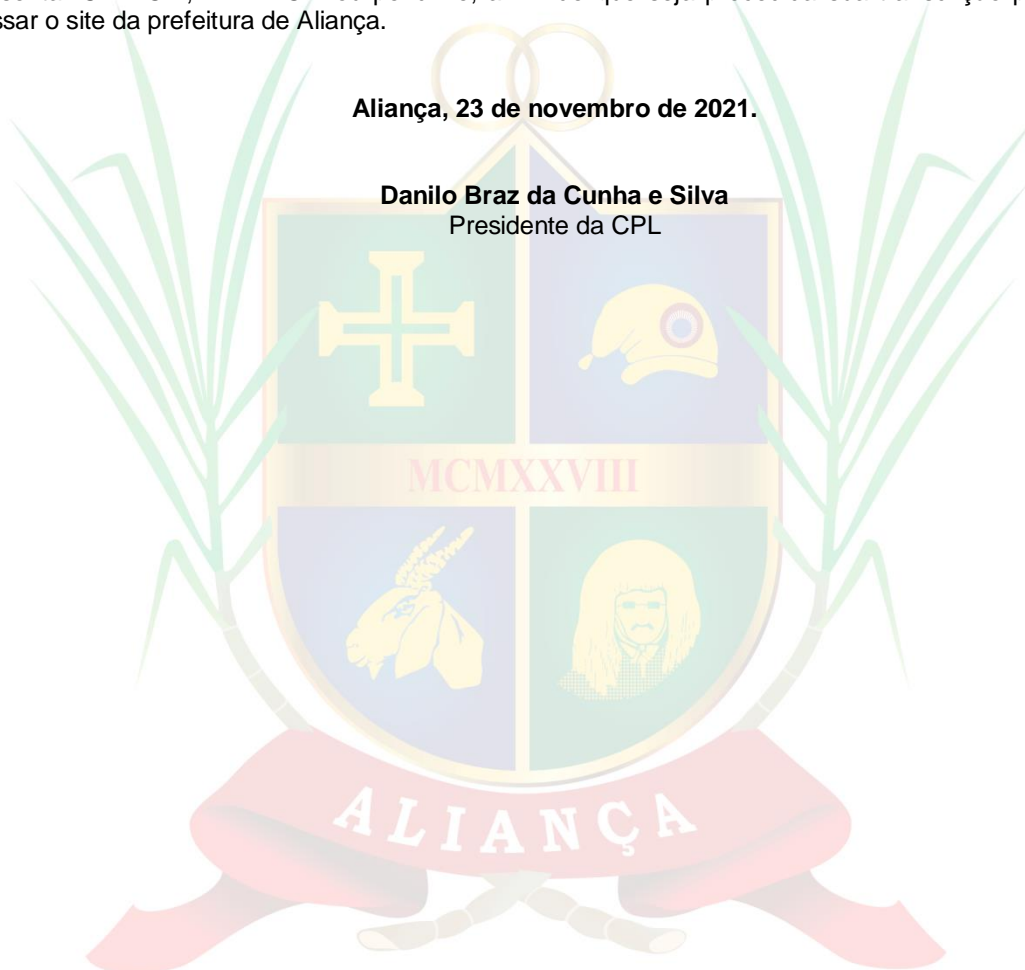 ssar o site da prefeitura de Aliança.
Aliança, 23 de novembro de 2021.
Danilo Braz da Cunha e Silva
Presidente da CPL
MCMXXVIII
ALIANÇA